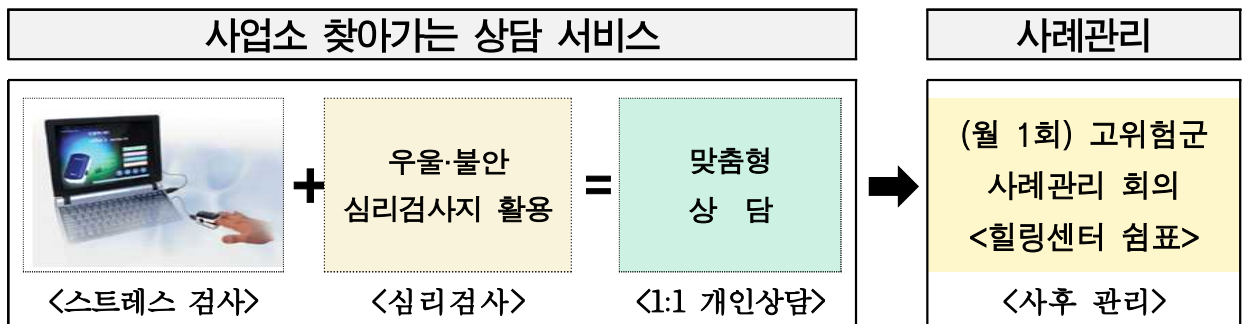 사업소 찾아가는 상담 서비스
사례관리
+
우울·불안
심리검사지 활용
=
맞춤형
상 담
(월 1회) 고위험군
사례관리 회의
<힐링센터 쉼표>
<스트레스 검사>
<심리검사>
<1:1 개인상담>
<사후 관리>